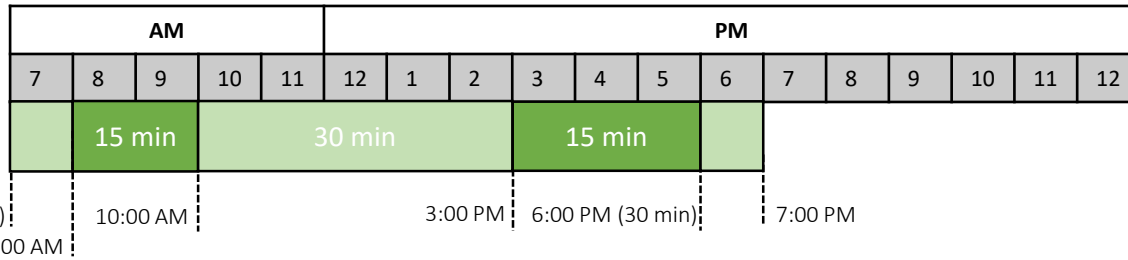 AM PM
7 8 9 10 11 12 1 2 3 4 5 6 7 8 9 10 11 12
15 min 30 min 15 min
) 10:00 AM 3:00 PM 6:00 PM (30 min) 7:00 PM
00 AM